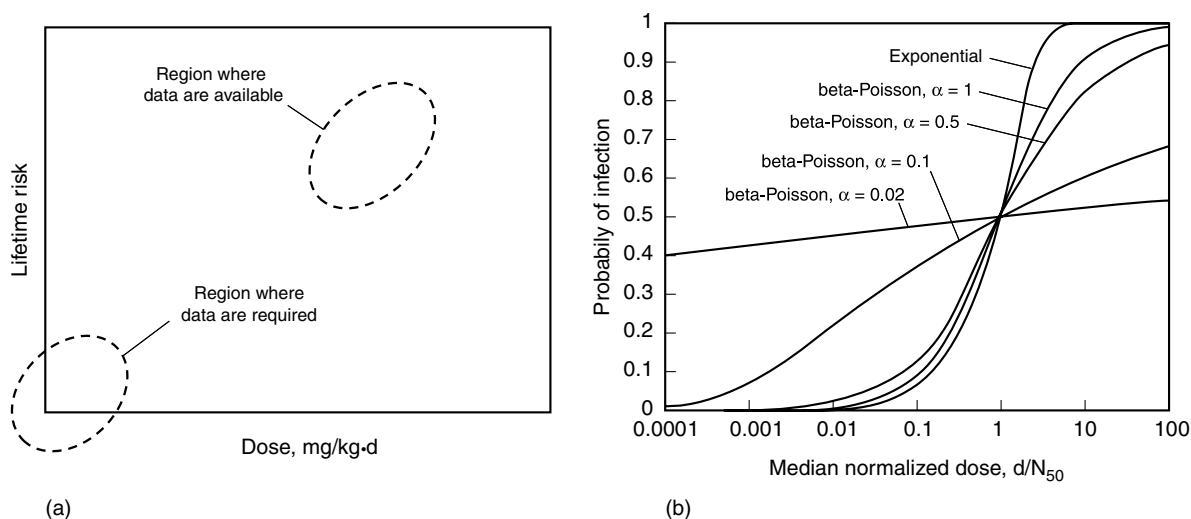 Region where
data are available
Region where
data are required
Lifetime risk
Dose, mg/kg•d
(a)
1
0.9
0.8
0.7
0.6
0.5
0.4
0.3
0.2
0.1
0
Probabily of infection
Exponential
beta-Poisson, α = 1
beta-Poisson, α = 0.5
beta-Poisson, α = 0.1
beta-Poisson, α = 0.02
0.0001 0.001 0.01 0.1 1 10 100
Median normalized dose, d/N50
(b)